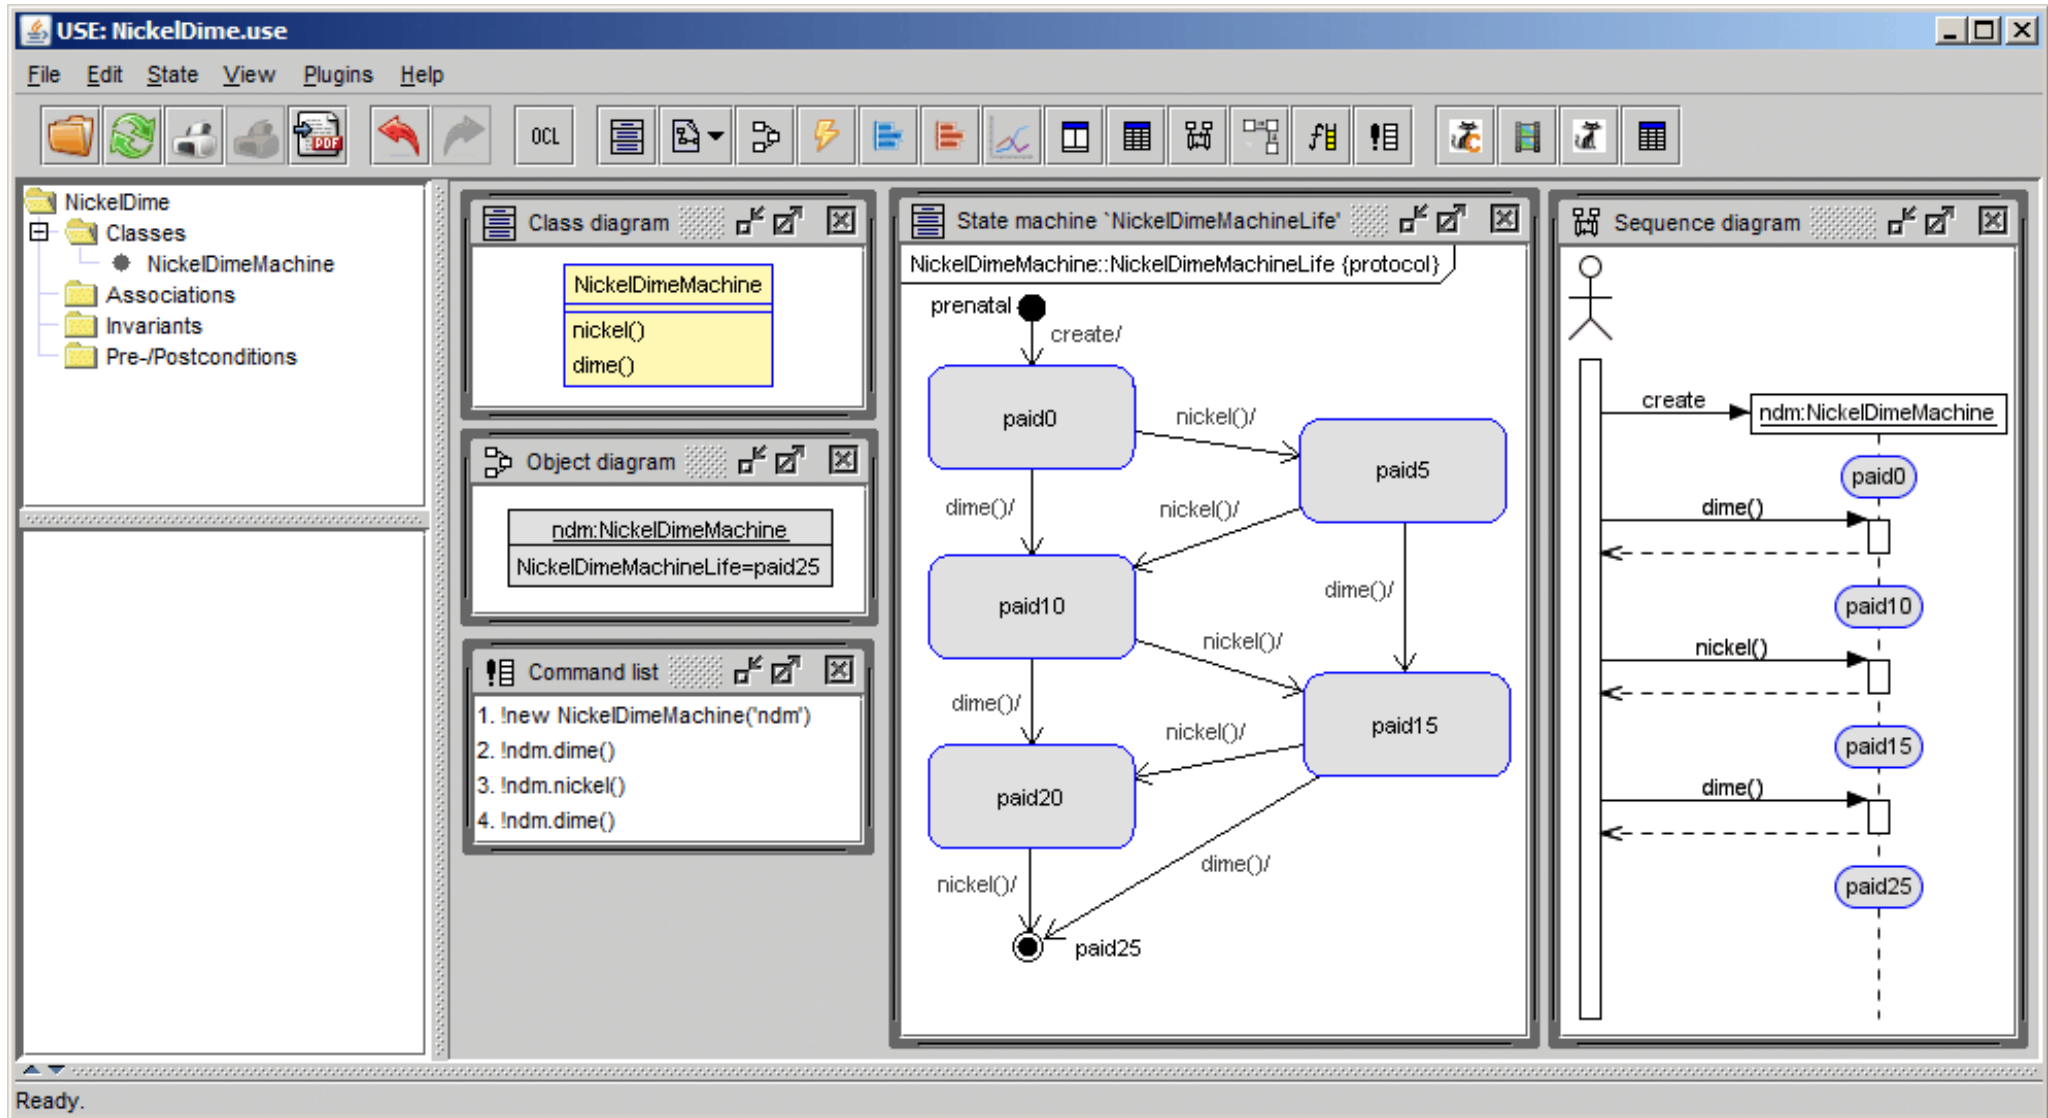 USE: NickelDime.use
File Edit State View Plugins Help
PDF
OCL
NickelDime
Classes
NickelDimeMachine
Associations
Invariants
Pre-/Postconditions
Class diagram
NickelDimeMachine
nickel()
dime()
Object diagram
ndm:NickelDimeMachine
NickelDimeMachineLife=paid25
Command list
1. !new NickelDimeMachine('ndm')
2. !ndm.dime()
3. !ndm.nickel()
4. !ndm.dime()
State machine `NickelDimeMachineLife'
NickelDimeMachine::NickelDimeMachineLife {protocol}
prenatal
create/
paid0
nickel()/
paid5
dime()/
nickel()/
paid10
dime()/
nickel()/
dime()/
paid15
nickel()/
paid20
dime()/
nickel()/
paid25
Sequence diagram
create
ndm:NickelDimeMachine
paid0
dime()
paid10
nickel()
paid15
dime()
paid25
Ready.